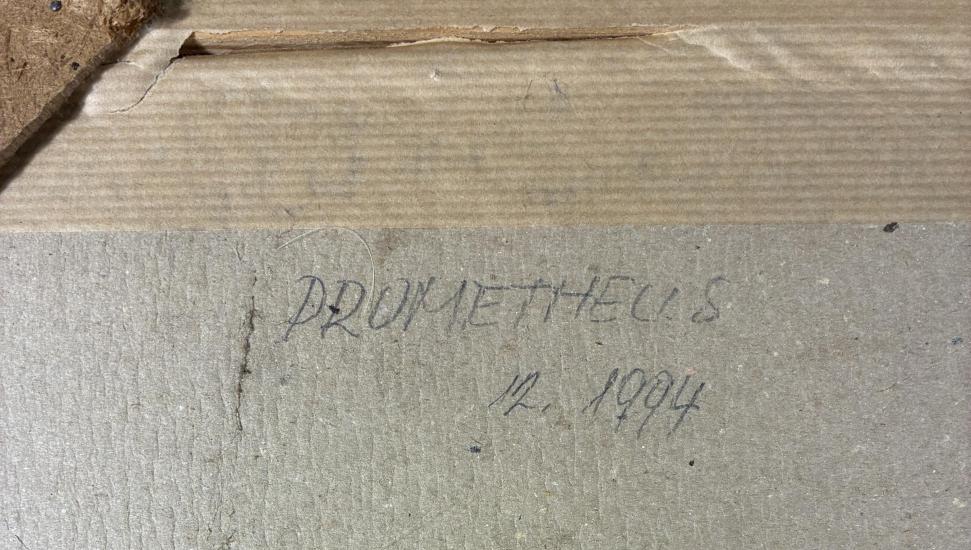 PROMETHEUS
12. 1994